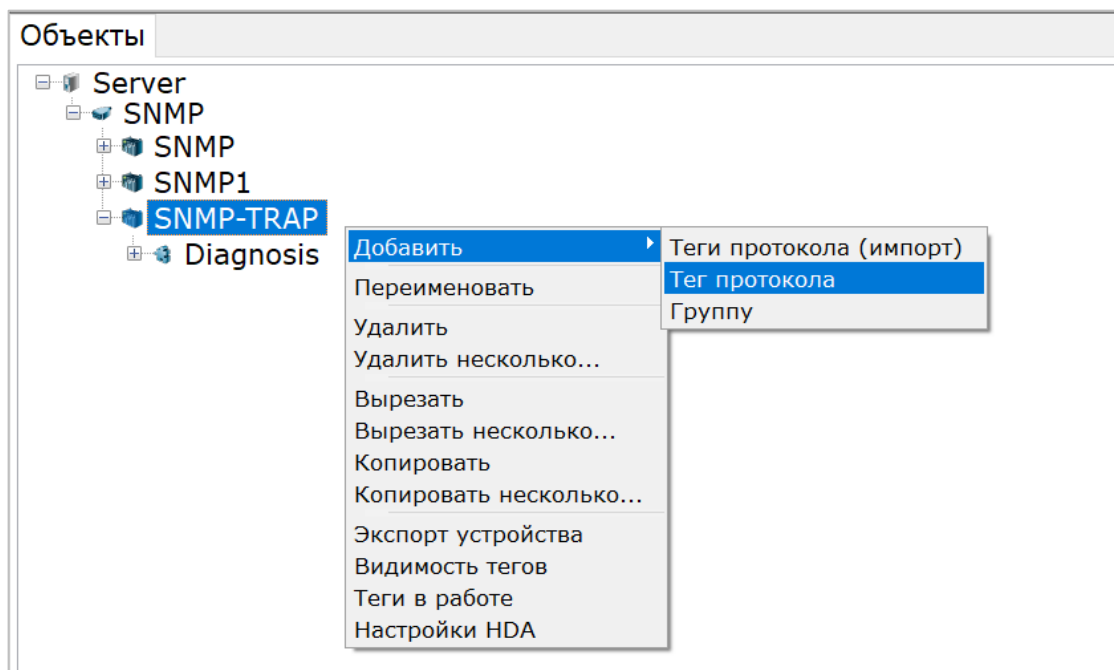 Объекты
Server
SNMP
SNMP
SNMP1
SNMP-TRAP
Diagnosis
Добавить
Переименовать
Удалить
Удалить несколько...
Вырезать
Вырезать несколько...
Копировать
Копировать несколько...
Экспорт устройства
Видимость тегов
Теги в работе
Настройки HDA
Теги протокола (импорт)
Тег протокола
Группу